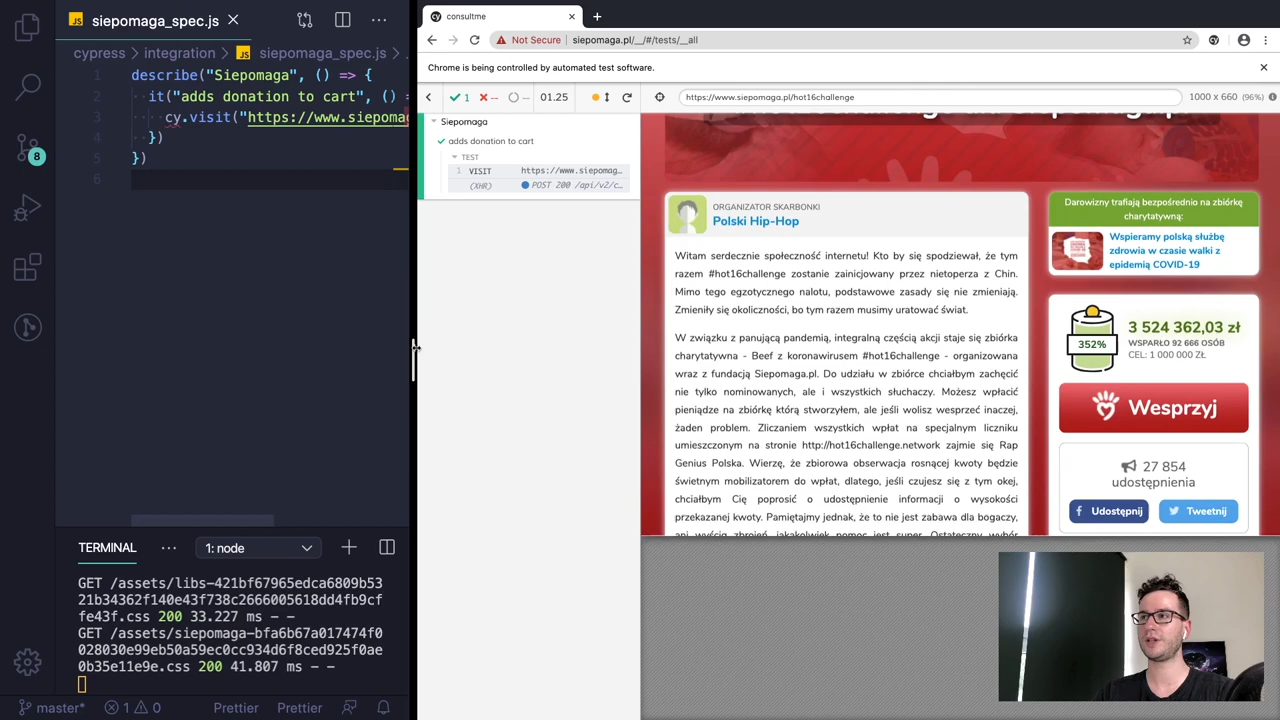 siepomaga_spec.js
cypress › integration › siepomaga_spec.js ›
1 describe("Siepomaga", () => {
2 it("adds donation to cart", () =
3 cy.visit("https://www.siepomag
4 })
5 })
6
8
TERMINAL
1: node
GET /assets/libs-421bf67965edca6809b53
21b34362f140e43f738c2666005618dd4fb9cf
fe43f.css 200 33.227 ms - -
GET /assets/siepomaga-bfa6b67a017474f0
028030e99eb50a59ec0cc934d6f8ced925f0ae
0b35e11e9e.css 200 41.807 ms - -
master* 1 0 Prettier Prettier
consultme
Not Secure siepomaga.pl/__/#/tests/__all
Chrome is being controlled by automated test software.
1 -- -- 01.25
https://www.siepomaga.pl/hot16challenge
1000 x 660 (96%)
Siepomaga
adds donation to cart
TEST
1 VISIT https://www.siepomag...
(XHR) POST 200 /api/v2/c...
ORGANIZATOR SKARBONKI
Polski Hip-Hop
Witam serdecznie społeczność internetu! Kto by się spodziewał, że tym
razem #hot16challenge zostanie zainicjowany przez nietoperza z Chin.
Mimo tego egzotycznego nalotu, podstawowe zasady się nie zmieniają.
Zmieniły się okoliczności, bo tym razem musimy uratować świat.
W związku z panującą pandemią, integralną częścią akcji staje się zbiórka
charytatywna - Beef z koronawirusem #hot16challenge - organizowana
wraz z fundacją Siepomaga.pl. Do udziału w zbiórce chciałbym zachęcić
nie tylko nominowanych, ale i wszystkich słuchaczy. Możesz wpłacić
pieniądze na zbiórkę którą stworzyłem, ale jeśli wolisz wesprzeć inaczej,
żaden problem. Zliczaniem wszystkich wpłat na specjalnym liczniku
umieszczonym na stronie http://hot16challenge.network zajmie się Rap
Genius Polska. Wierzę, że zbiorowa obserwacja rosnącej kwoty będzie
świetnym mobilizatorem do wpłat, dlatego, jeśli czujesz się z tym okej,
chciałbym Cię poprosić o udostępnienie informacji o wysokości
przekazanej kwoty. Pamiętajmy jednak, że to nie jest zabawa dla bogaczy,
Darowizny trafiają bezpośrednio na zbiórkę
charytatywną:
Wspieramy polską służbę
zdrowia w czasie walki z
epidemią COVID-19
352%
3 524 362,03 zł
WSPARŁO 92 666 OSÓB
CEL: 1 000 000 ZŁ
Wesprzyj
27 854
udostępnienia
Udostępnij
Tweetnij